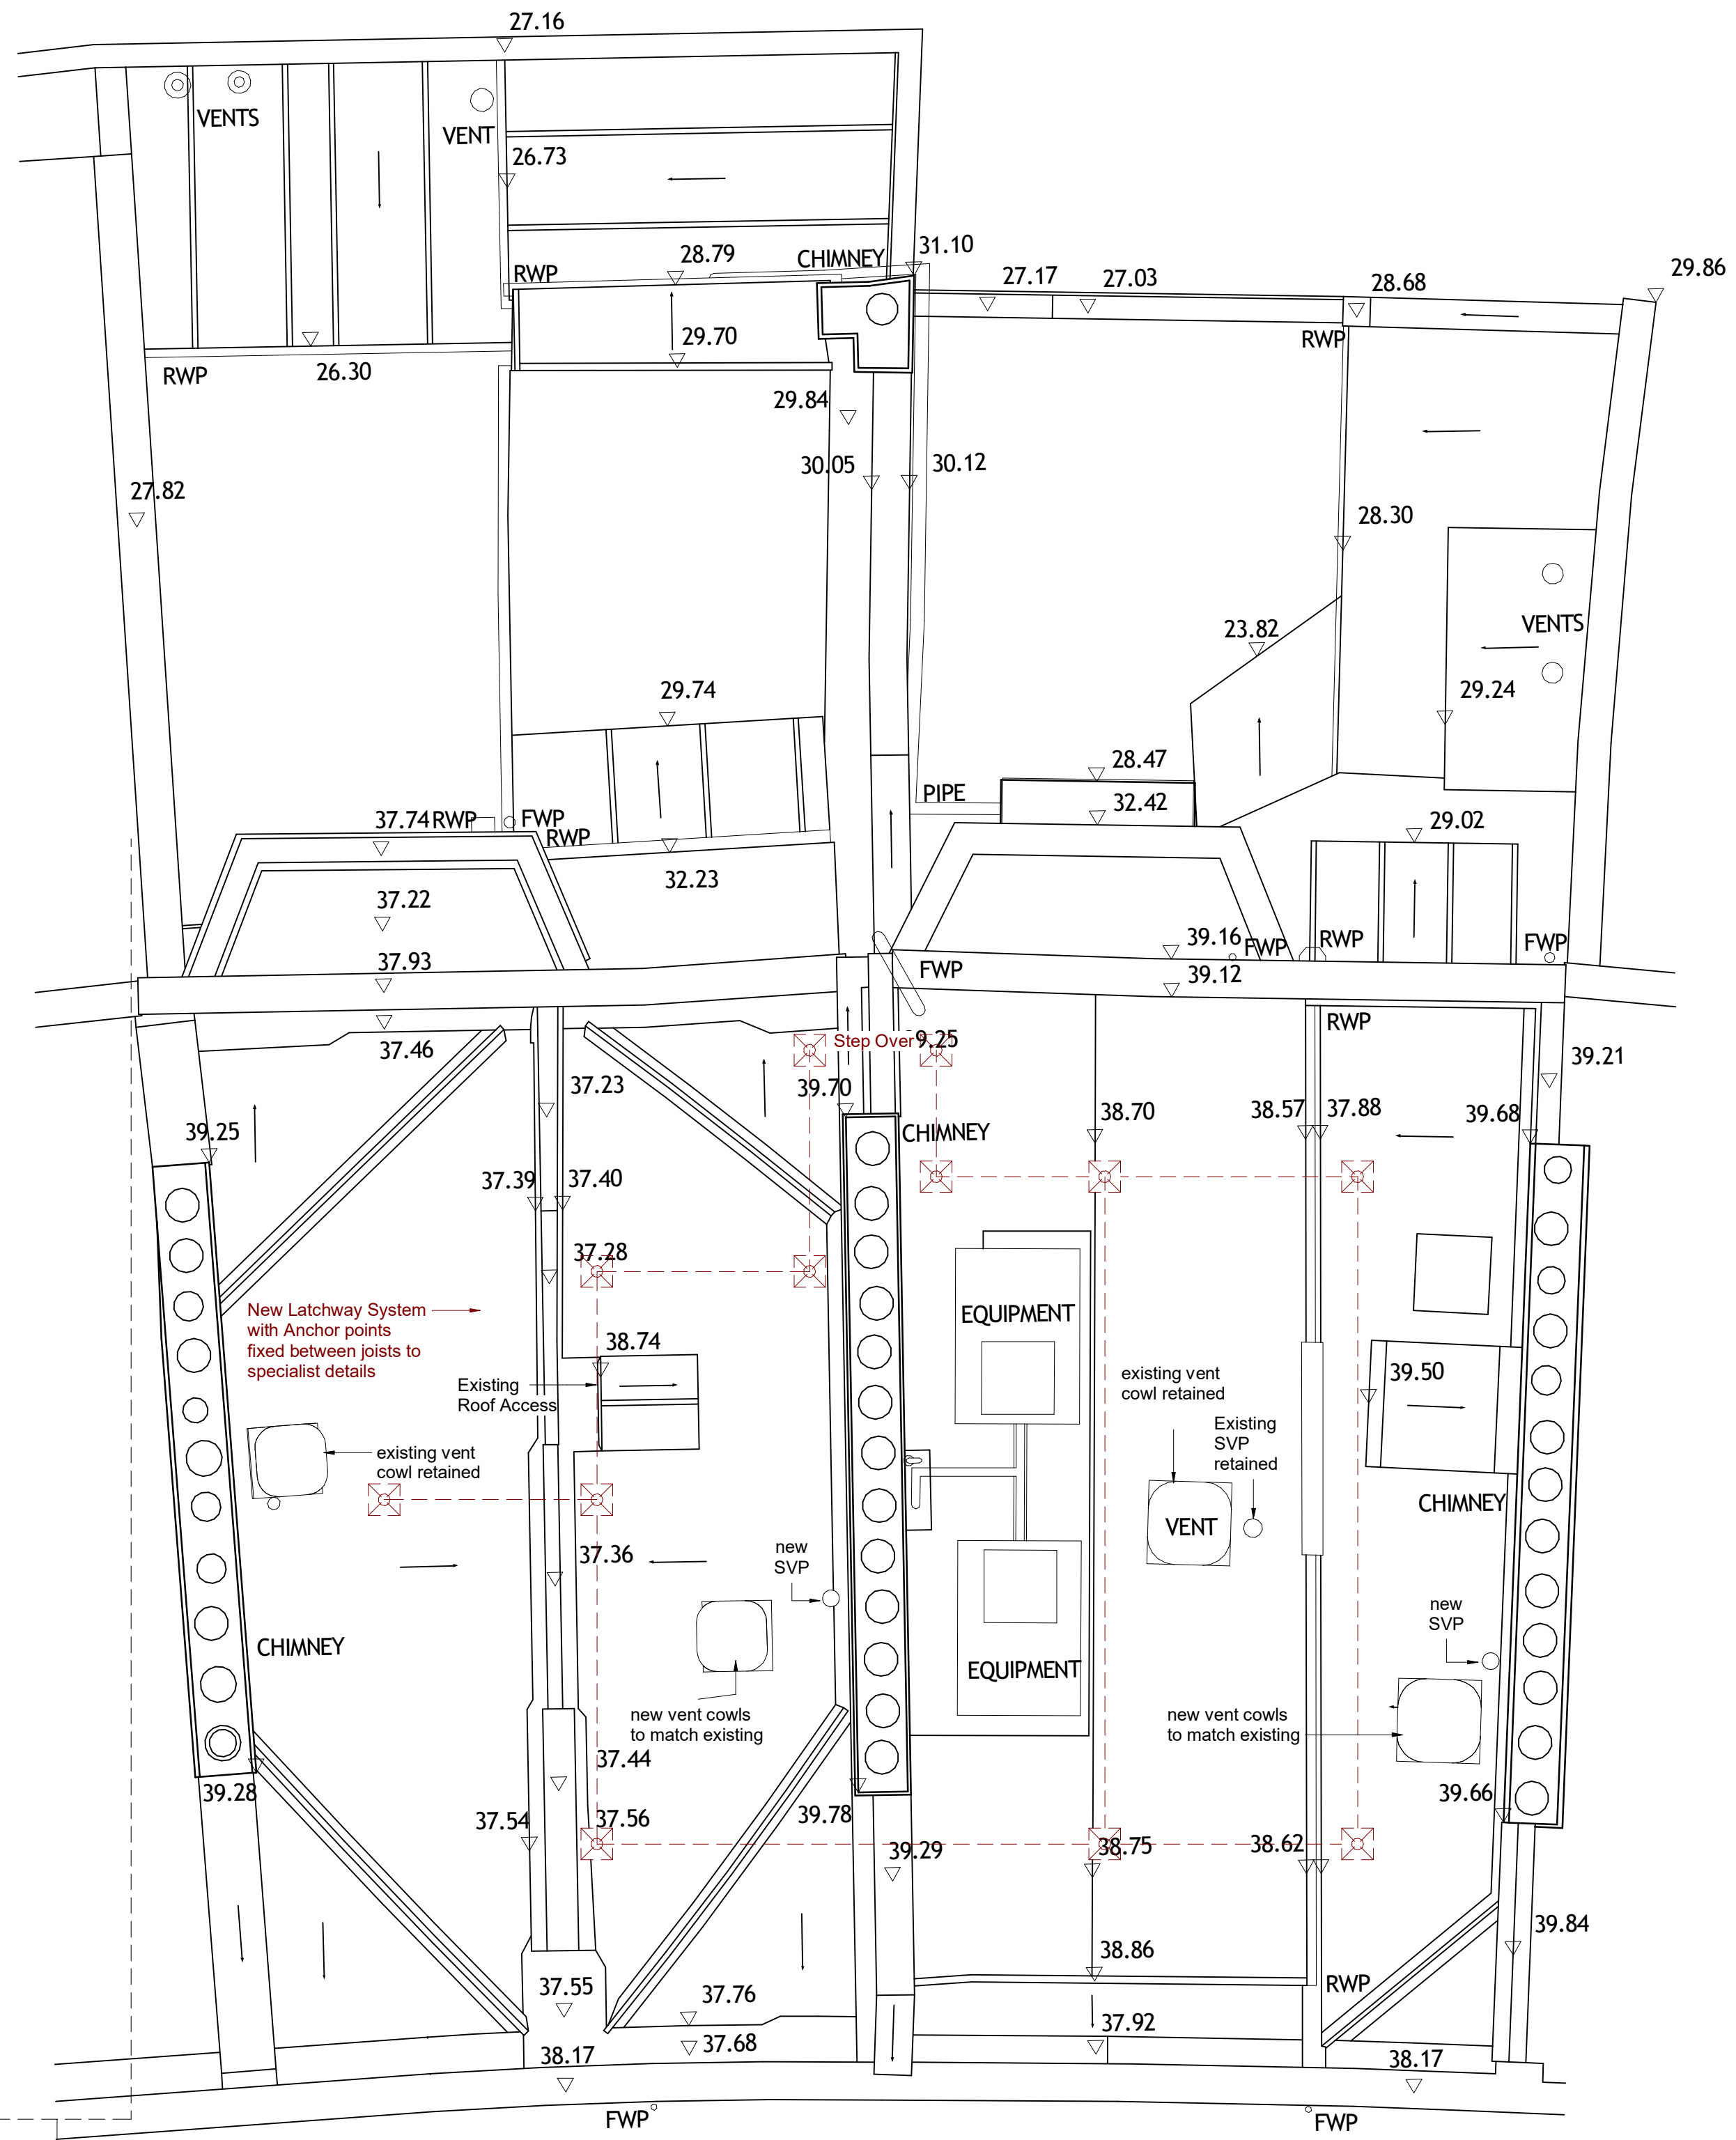 27.16
VENTS
VENT
26.73
28.79
CHIMNEY
31.10
RWP
27.17
27.03
28.68
29.86
29.70
RWP
RWP
26.30
29.84
30.05
30.12
27.82
28.30
VENTS
23.82
29.74
29.24
28.47
PIPE
32.42
37.74
RWP
FWP
RWP
29.02
32.23
37.22
39.16
FWP
RWP
FWP
37.93
FWP
39.12
37.46
Step Over
9.25
RWP
39.21
37.23
39.70
39.25
CHIMNEY
38.70
38.57
37.88
39.68
37.39
37.40
37.28
New Latchway System
with Anchor points
fixed between joists to
specialist details
EQUIPMENT
38.74
Existing
Roof Access
existing vent
cowl retained
39.50
existing vent
cowl retained
Existing
SVP
retained
CHIMNEY
VENT
37.36
new
SVP
new
SVP
CHIMNEY
EQUIPMENT
new vent cowls
to match existing
new vent cowls
to match existing
37.44
39.28
37.54
37.56
39.78
39.66
39.29
38.75
38.62
39.84
38.86
37.55
37.76
RWP
37.92
37.68
38.17
38.17
FWP
FWP